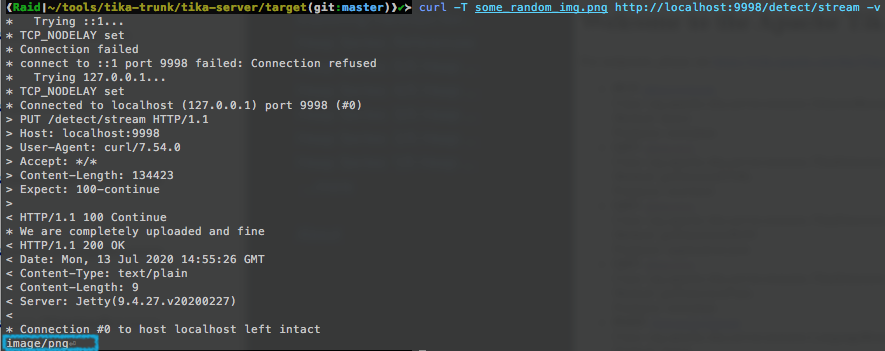 (Raid|~/tools/tika-trunk/tika-server/target(git:master))✔> curl -T some_random_img.png http://localhost:9998/detect/stream -v
*   Trying ::1...
* TCP_NODELAY set
* Connection failed
* connect to ::1 port 9998 failed: Connection refused
*   Trying 127.0.0.1...
* TCP_NODELAY set
* Connected to localhost (127.0.0.1) port 9998 (#0)
> PUT /detect/stream HTTP/1.1
> Host: localhost:9998
> User-Agent: curl/7.54.0
> Accept: */*
> Content-Length: 134423
> Expect: 100-continue
>
< HTTP/1.1 100 Continue
* We are completely uploaded and fine
< HTTP/1.1 200 OK
< Date: Mon, 13 Jul 2020 14:55:26 GMT
< Content-Type: text/plain
< Content-Length: 9
< Server: Jetty(9.4.27.v20200227)
<
* Connection #0 to host localhost left intact
image/png⏎